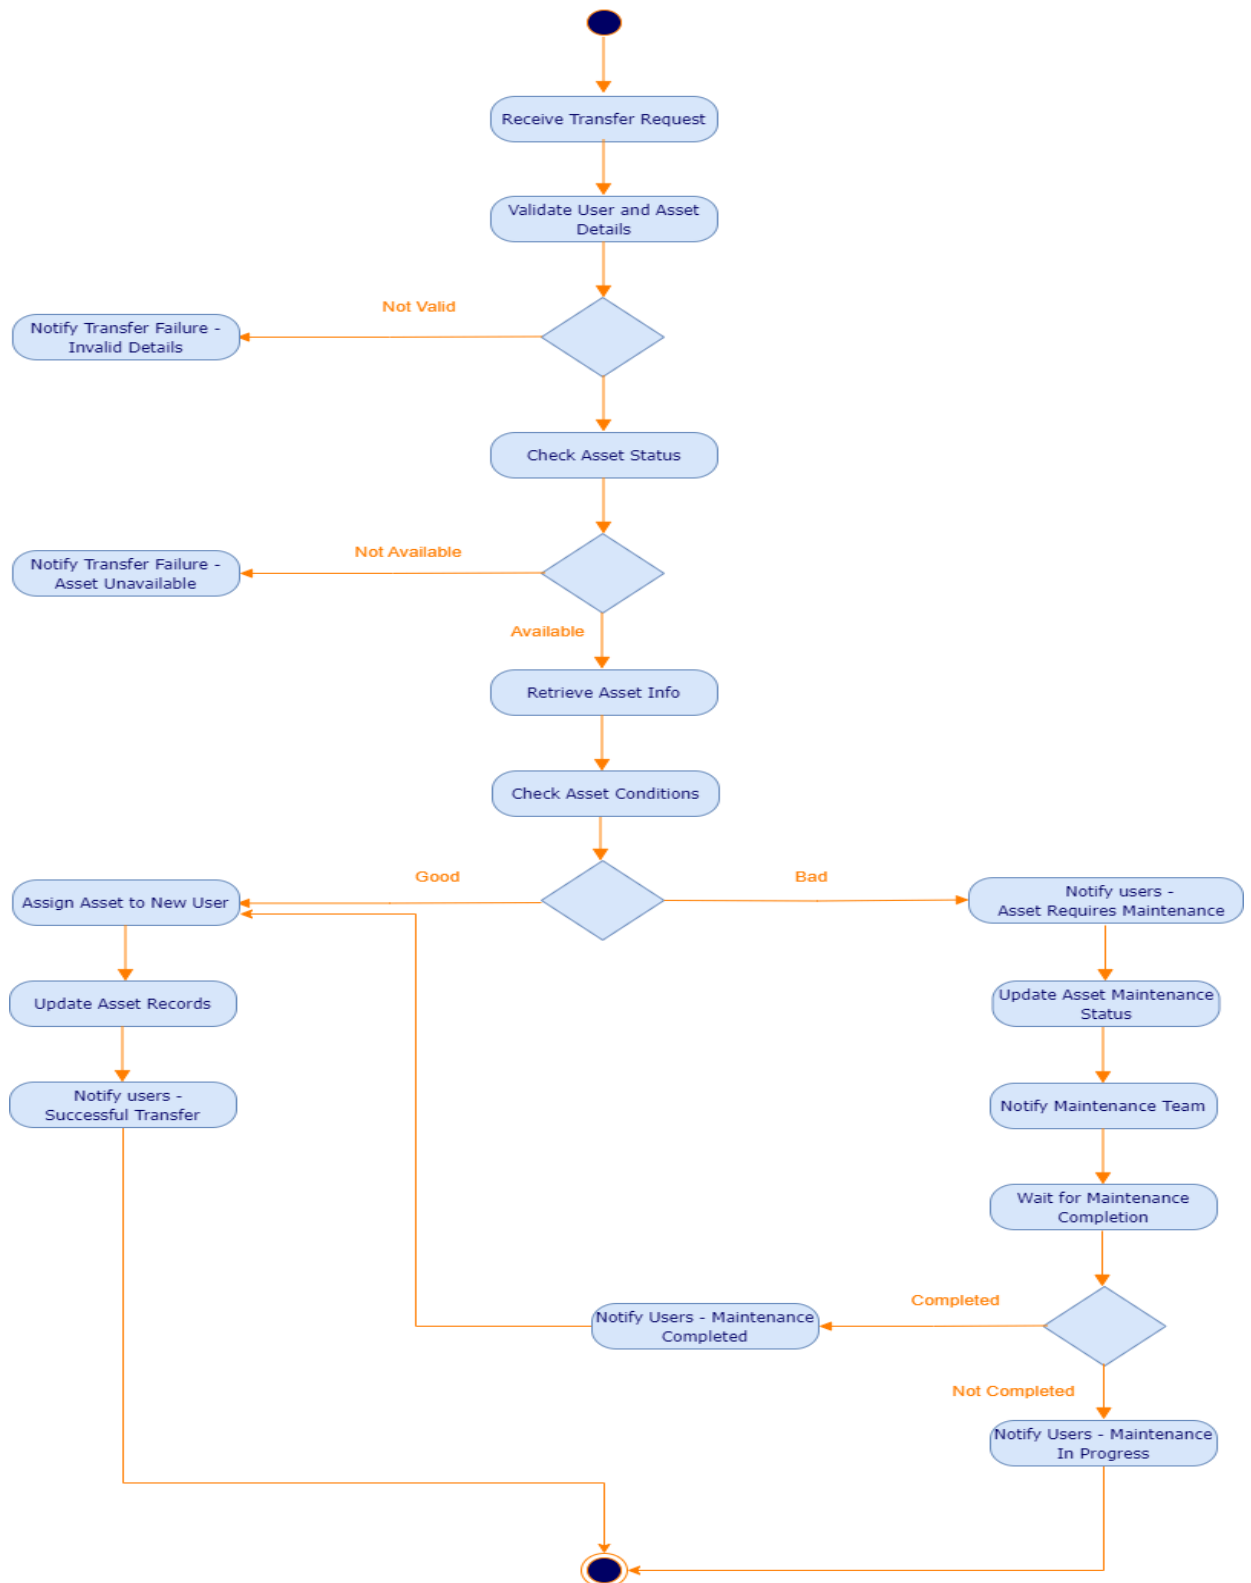 Receive Transfer Request
Validate User and Asset
Details
Not Valid
Notify Transfer Failure -
Invalid Details
Check Asset Status
Not Available
Notify Transfer Failure -
Asset Unavailable
Available
Retrieve Asset Info
Check Asset Conditions
Good
Bad
Assign Asset to New User
Notify users -
Asset Requires Maintenance
Update Asset Records
Update Asset Maintenance
Status
Notify users -
Successful Transfer
Notify Maintenance Team
Wait for Maintenance
Completion
Completed
Notify Users - Maintenance
Completed
Not Completed
Notify Users - Maintenance
In Progress